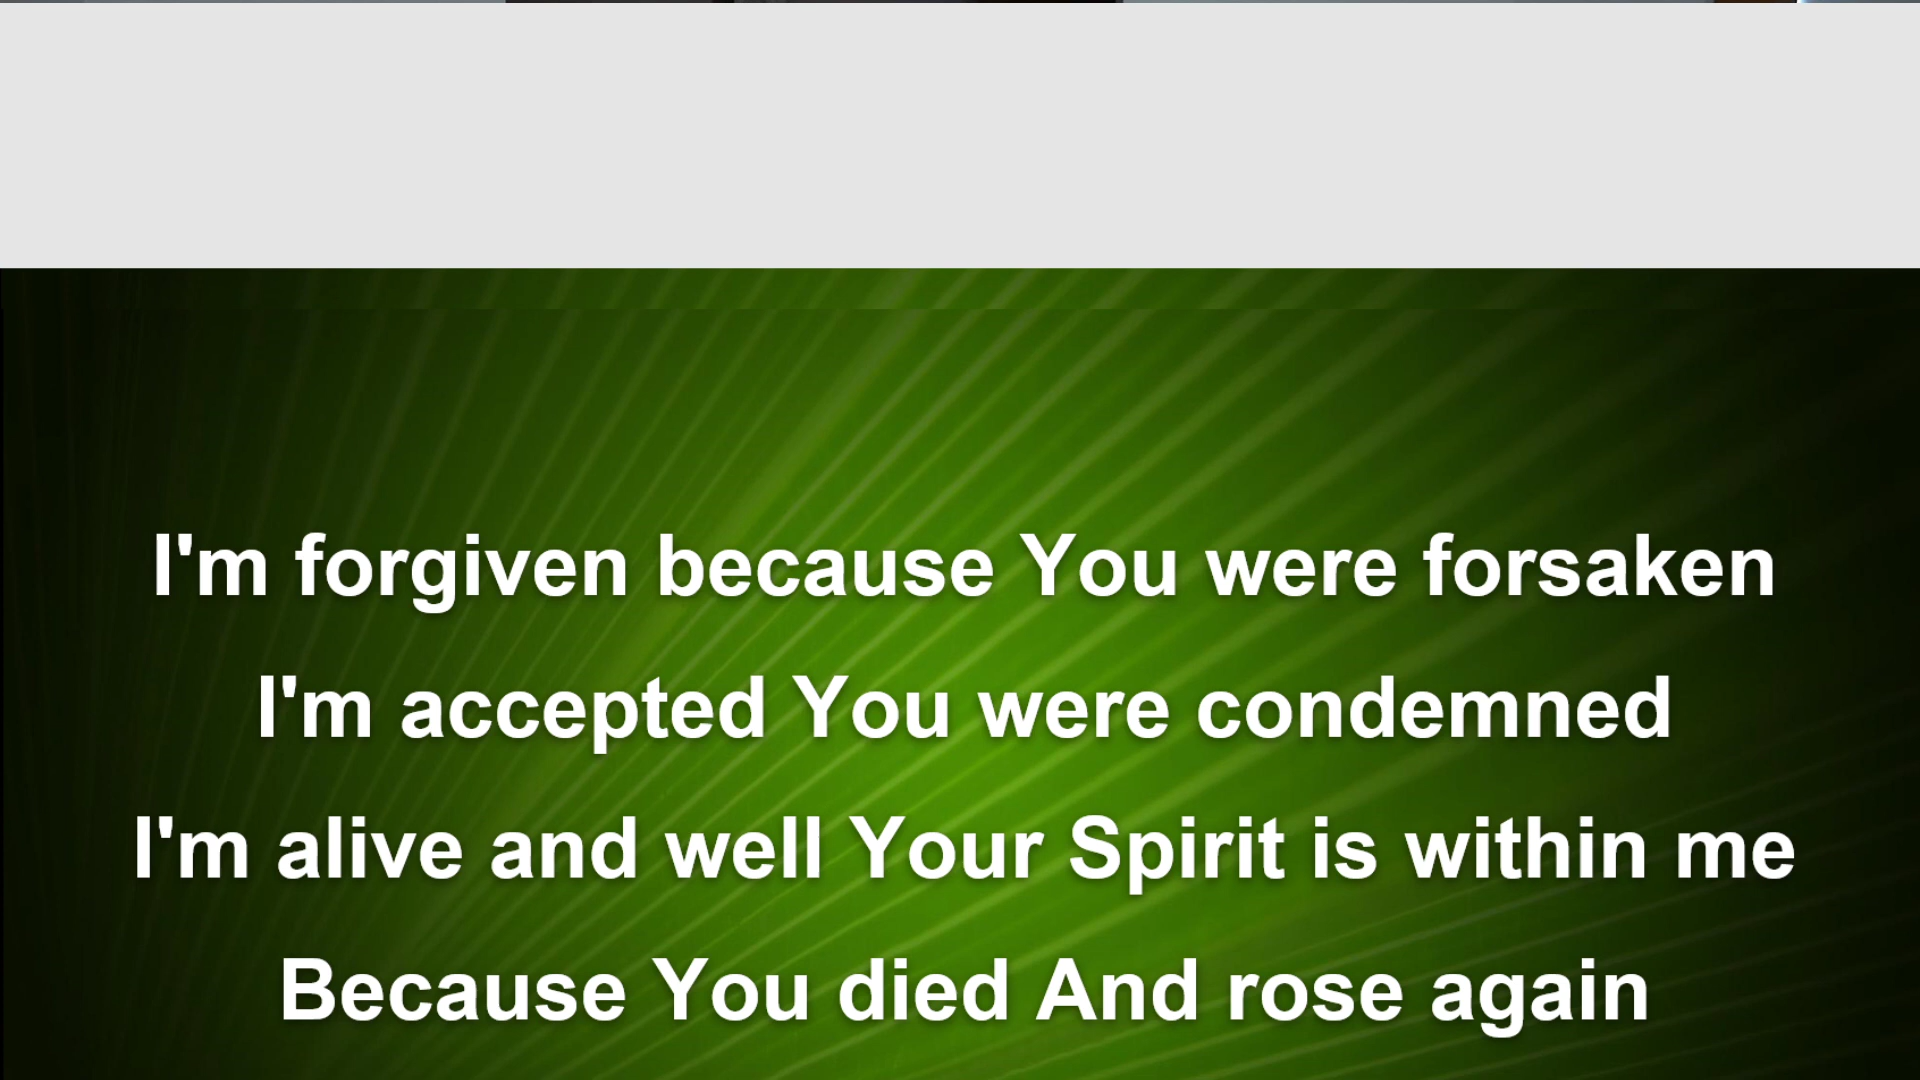 I'm forgiven because You were forsaken
I'm accepted You were condemned
I'm alive and well Your Spirit is within me
Because You died And rose again